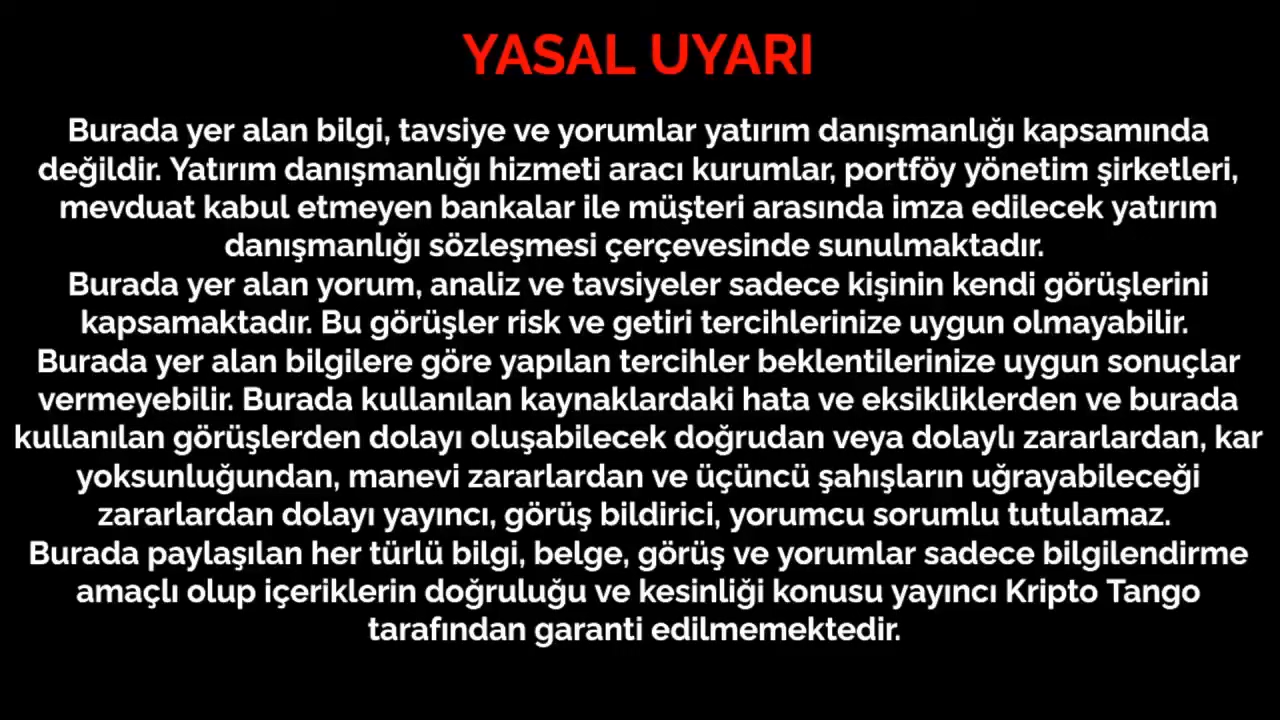 YASAL UYARI
Burada yer alan bilgi, tavsiye ve yorumlar yatırım danışmanlığı kapsamında
değildir. Yatırım danışmanlığı hizmeti aracı kurumlar, portföy yönetim şirketleri,
mevduat kabul etmeyen bankalar ile müşteri arasında imza edilecek yatırım
danışmanlığı sözleşmesi çerçevesinde sunulmaktadır.
Burada yer alan yorum, analiz ve tavsiyeler sadece kişinin kendi görüşlerini
kapsamaktadır. Bu görüşler risk ve getiri tercihlerinize uygun olmayabilir.
Burada yer alan bilgilere göre yapılan tercihler beklentilerinize uygun sonuçlar
vermeyebilir. Burada kullanılan kaynaklardaki hata ve eksikliklerden ve burada
kullanılan görüşlerden dolayı oluşabilecek doğrudan veya dolaylı zararlardan, kar
yoksunluğundan, manevi zararlardan ve üçüncü şahışların uğrayabileceği
zararlardan dolayı yayıncı, görüş bildirici, yorumcu sorumlu tutulamaz.
Burada paylaşılan her türlü bilgi, belge, görüş ve yorumlar sadece bilgilendirme
amaçlı olup içeriklerin doğruluğu ve kesinliği konusu yayıncı Kripto Tango
tarafından garanti edilmemektedir.